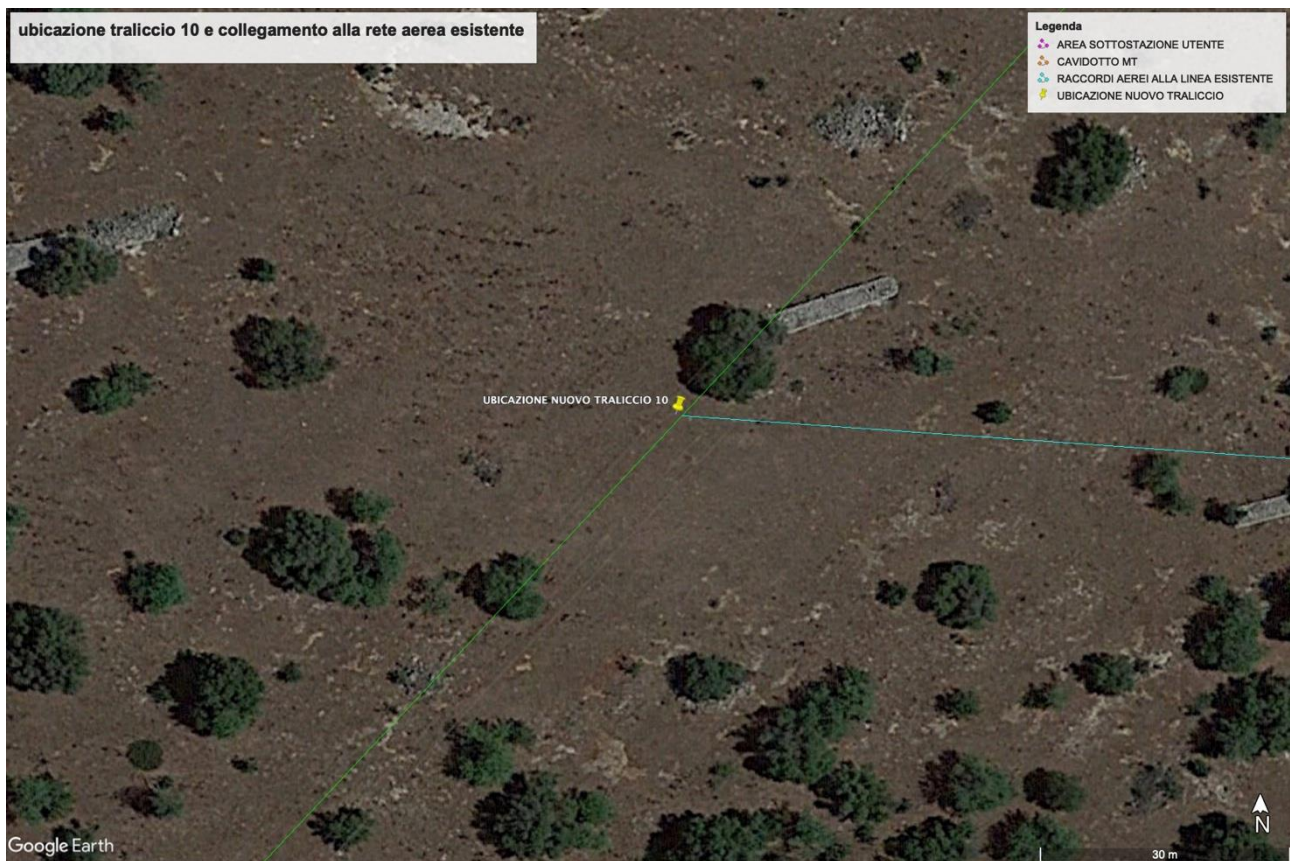 ubicazione traliccio 10 e collegamento alla rete aerea esistente
Legenda
AREA SOTTOSTAZIONE UTENTE
CAVIDOTTO MT
RACCORDI AEREI ALLA LINEA ESISTENTE
UBICAZIONE NUOVO TRALICCIO
UBICAZIONE NUOVO TRALICCIO 10
N
Google Earth
30 m